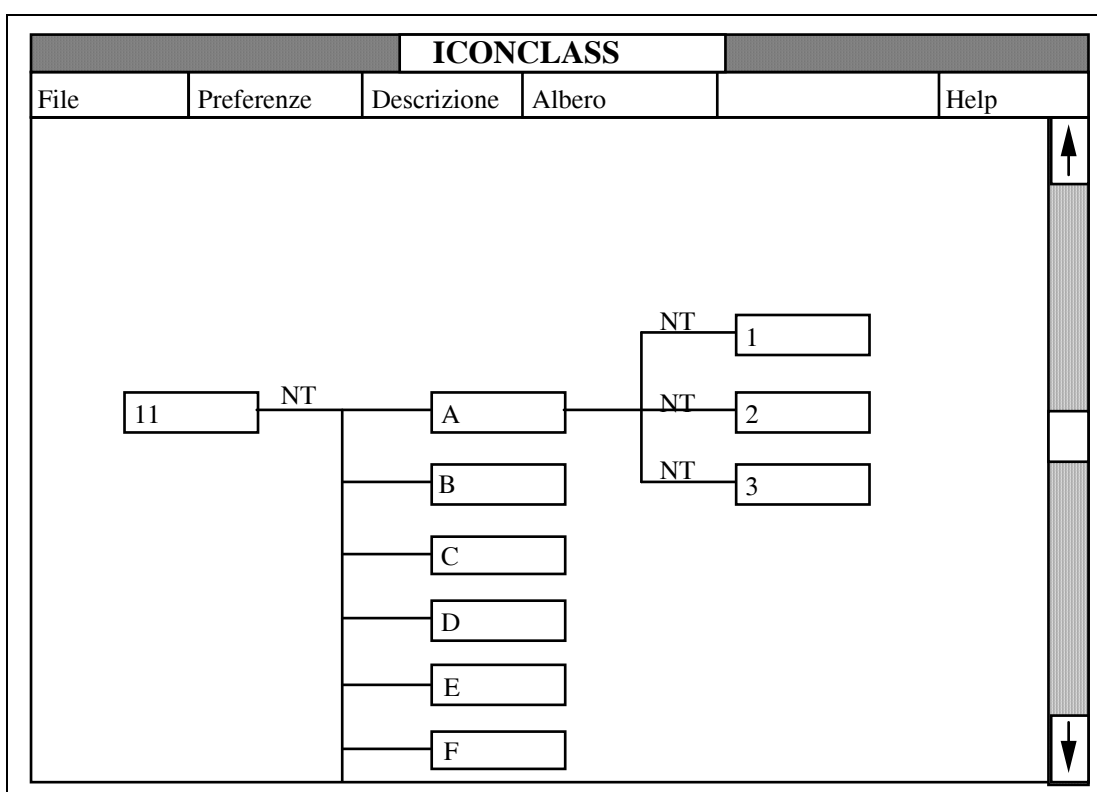 ICONCLASS
File Preferenze Descrizione Albero Help
NT 1
11 NT A NT 2
B NT 3
C
D
E
F